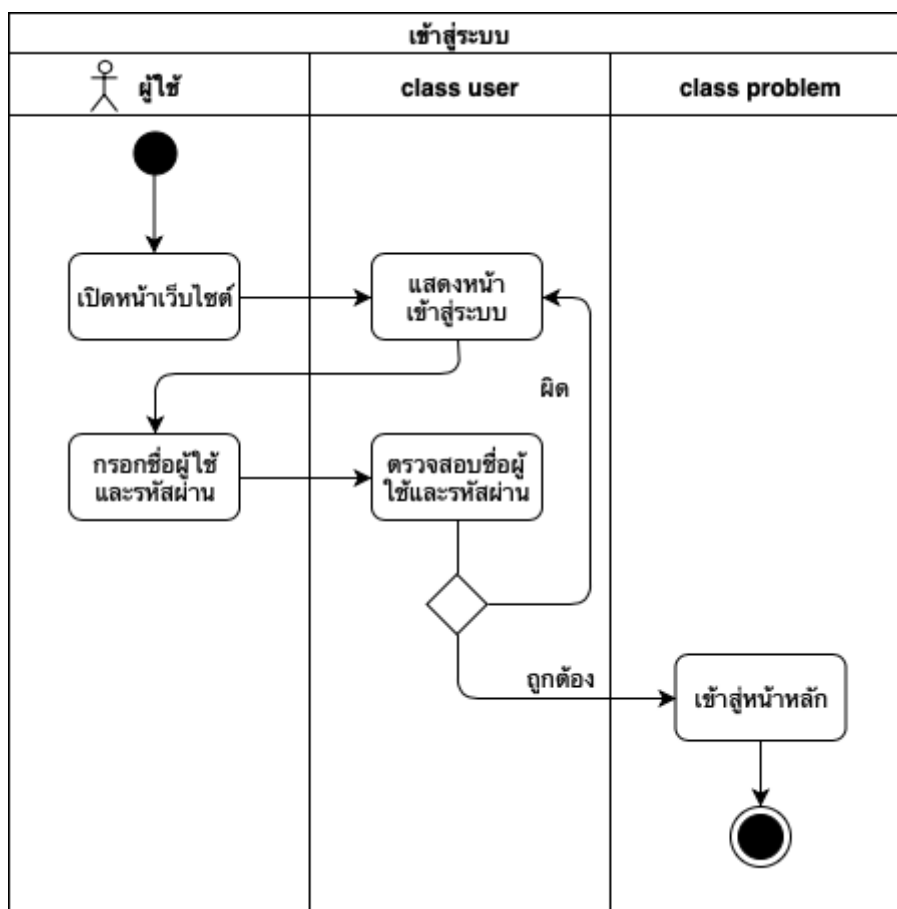 เข้าสู่ระบบ
ผู้ใช้
class user
class problem
เปิดหน้าเว็บไซต์
แสดงหน้า
เข้าสู่ระบบ
ผิด
กรอกชื่อผู้ใช้
และรหัสผ่าน
ตรวจสอบชื่อผู้
ใช้และรหัสผ่าน
ถูกต้อง
เข้าสู่หน้าหลัก